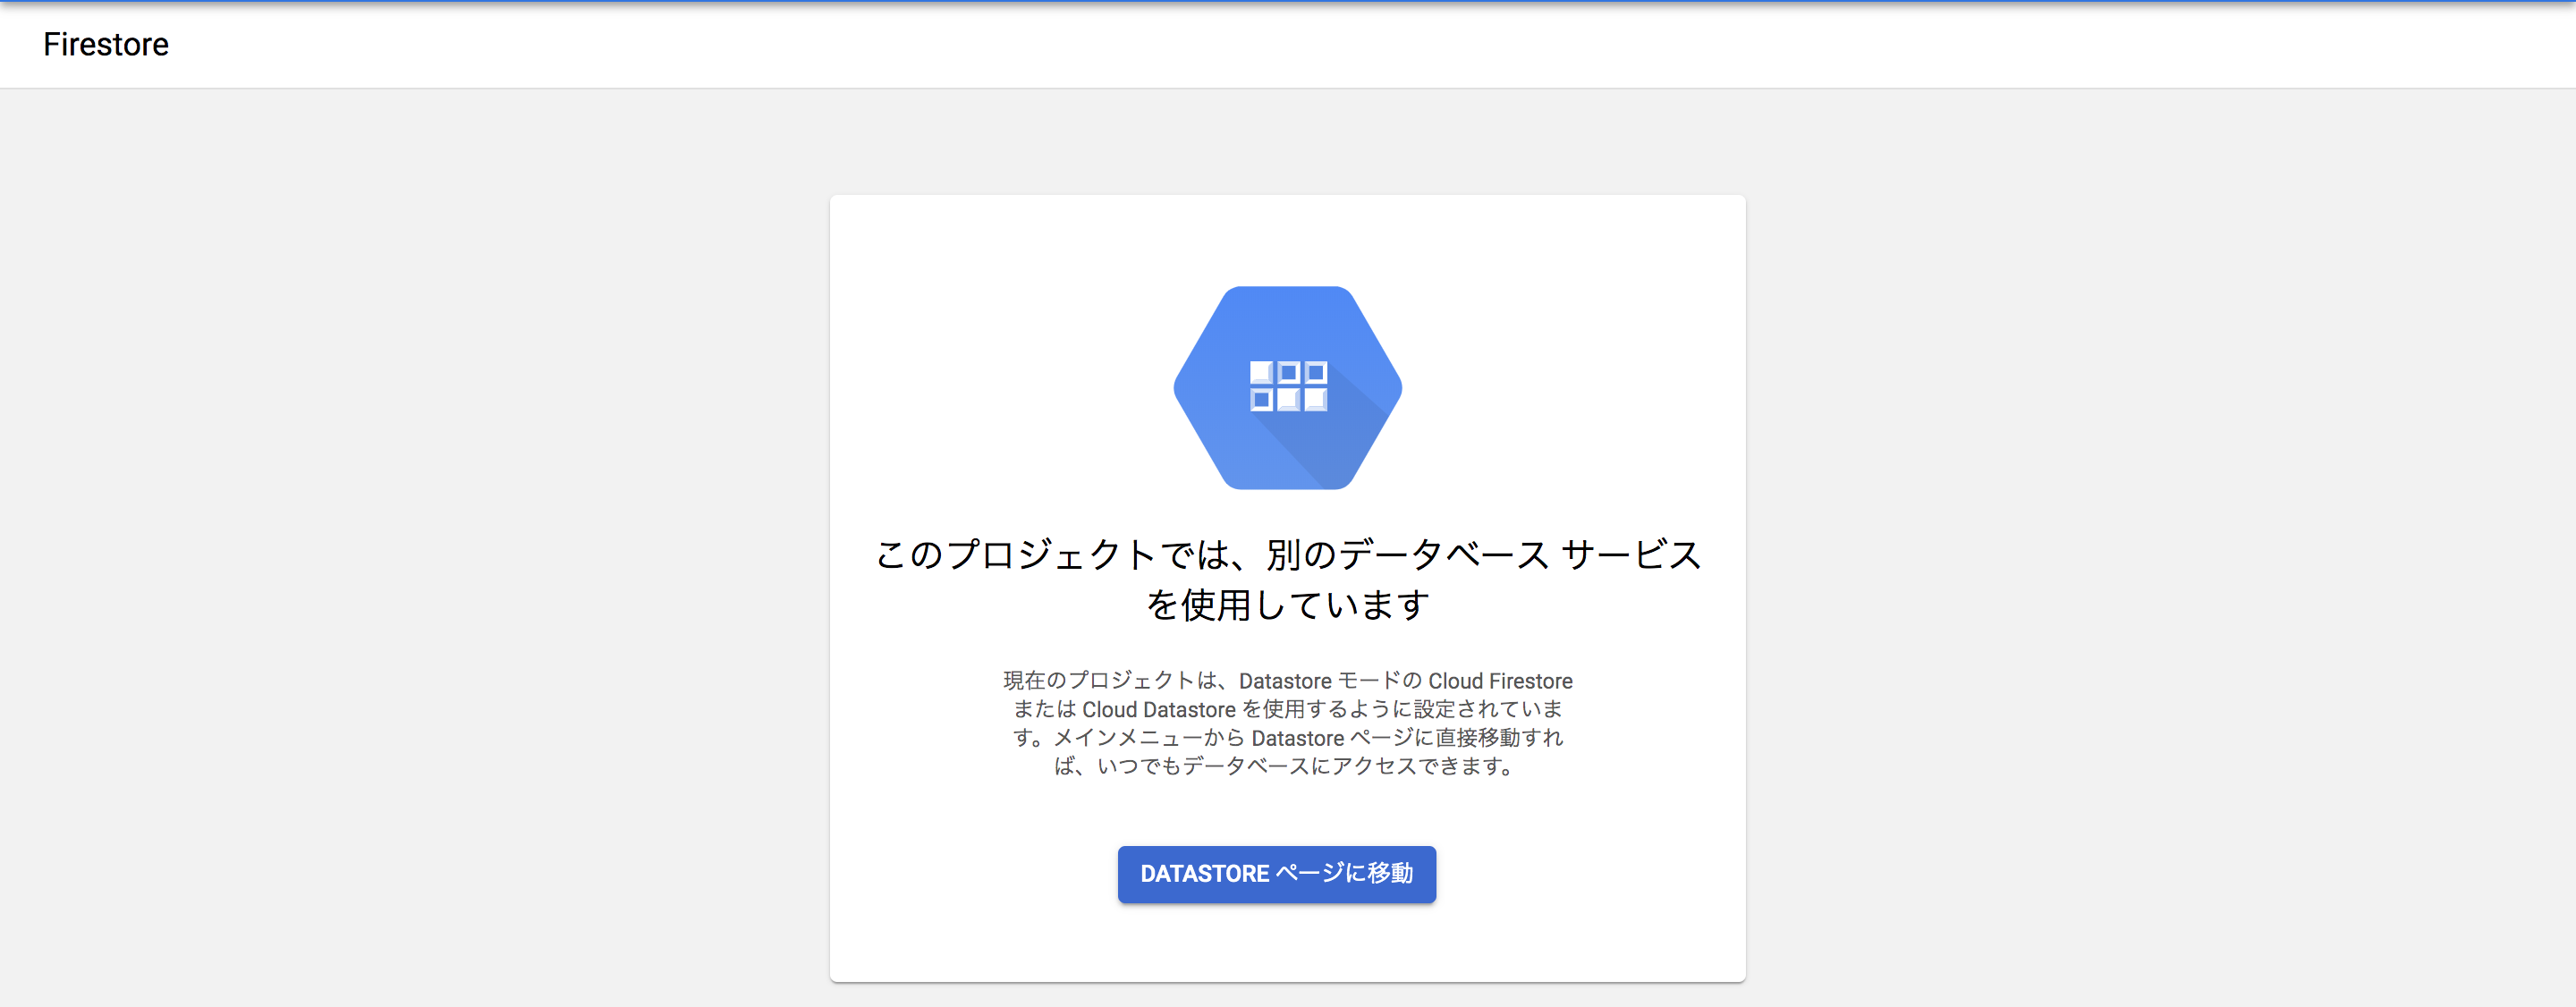 Firestore
このプロジェクトでは、別のデータベース サービス
を使用しています
現在のプロジェクトは、Datastore モードの Cloud Firestore
または Cloud Datastore を使用するように設定されていま
す。メインメニューから Datastore ページに直接移動すれ
ば、いつでもデータベースにアクセスできます。
DATASTORE ページに移動